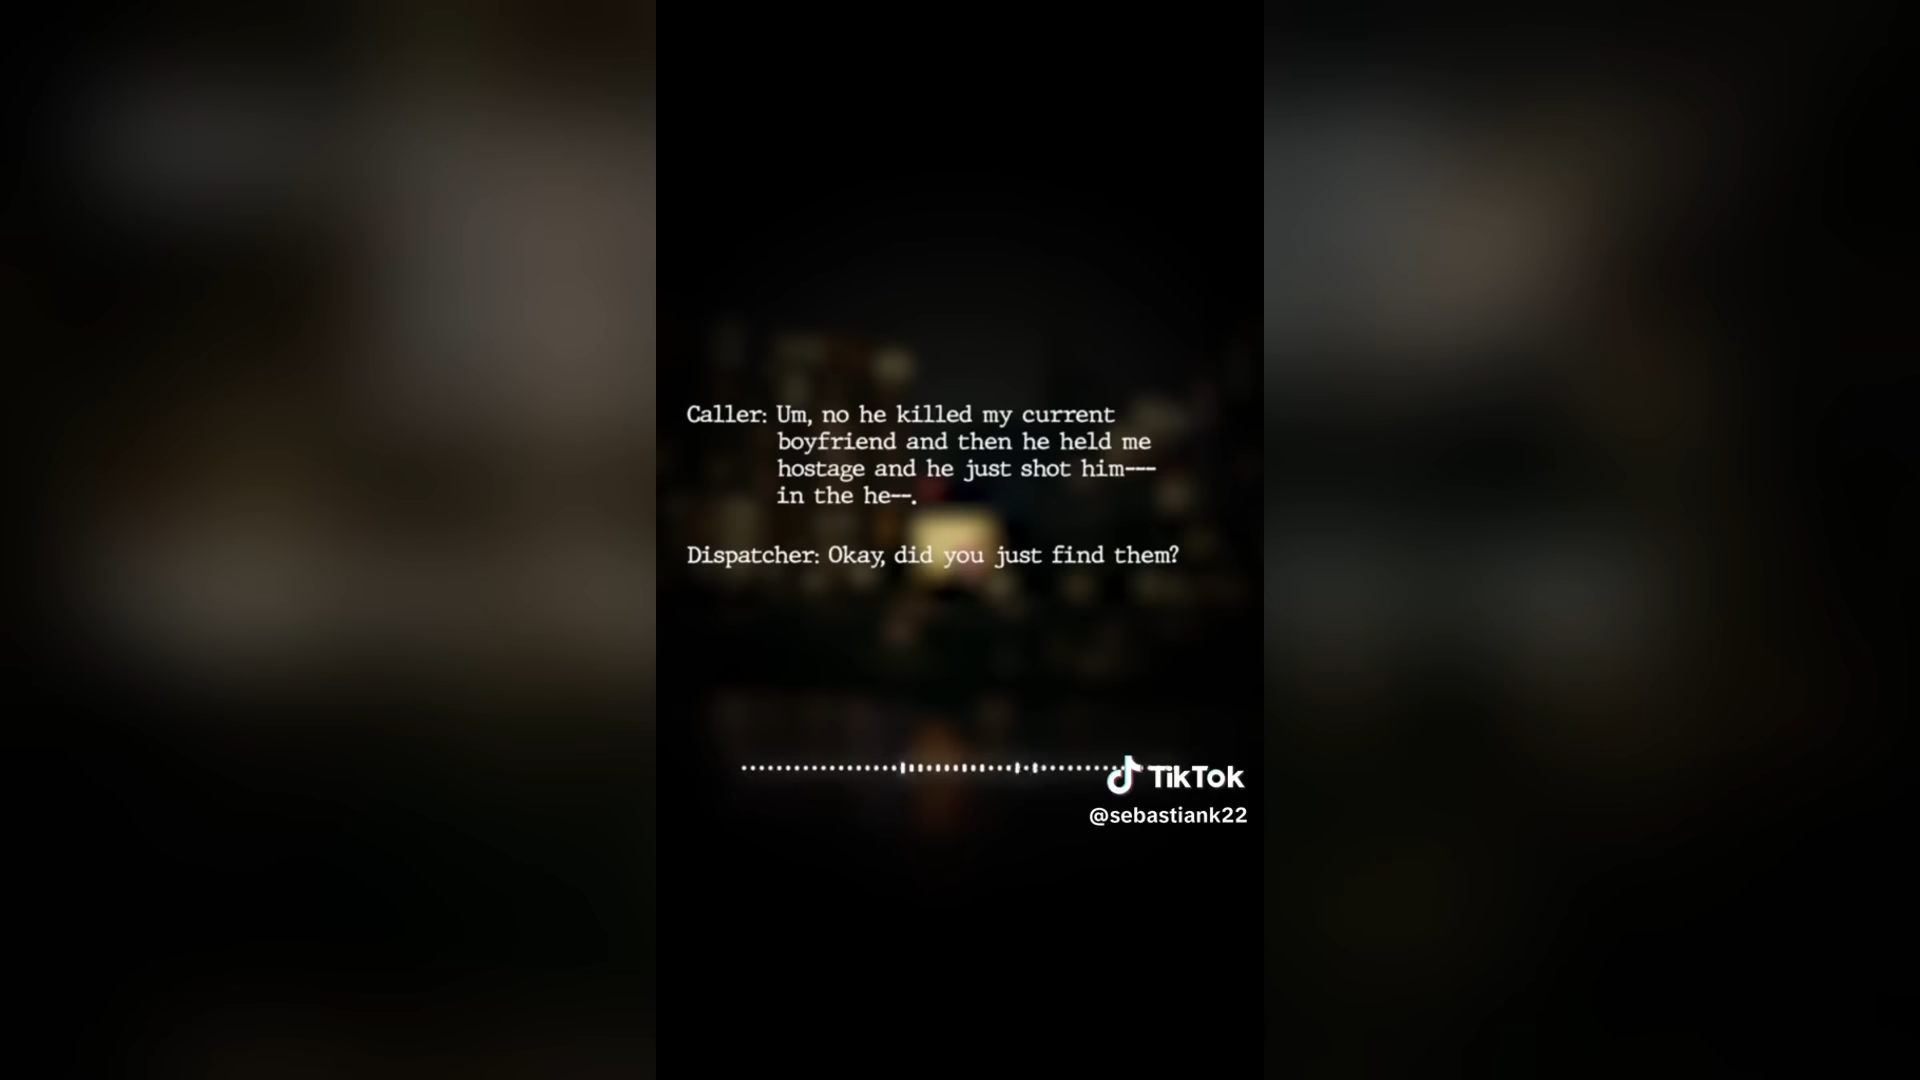 Caller: Um, no he killed my current
boyfriend and then he held me
hostage and he just shot him---
in the he--.
Dispatcher: Okay, did you just find them?
TikTok
@sebastiank22